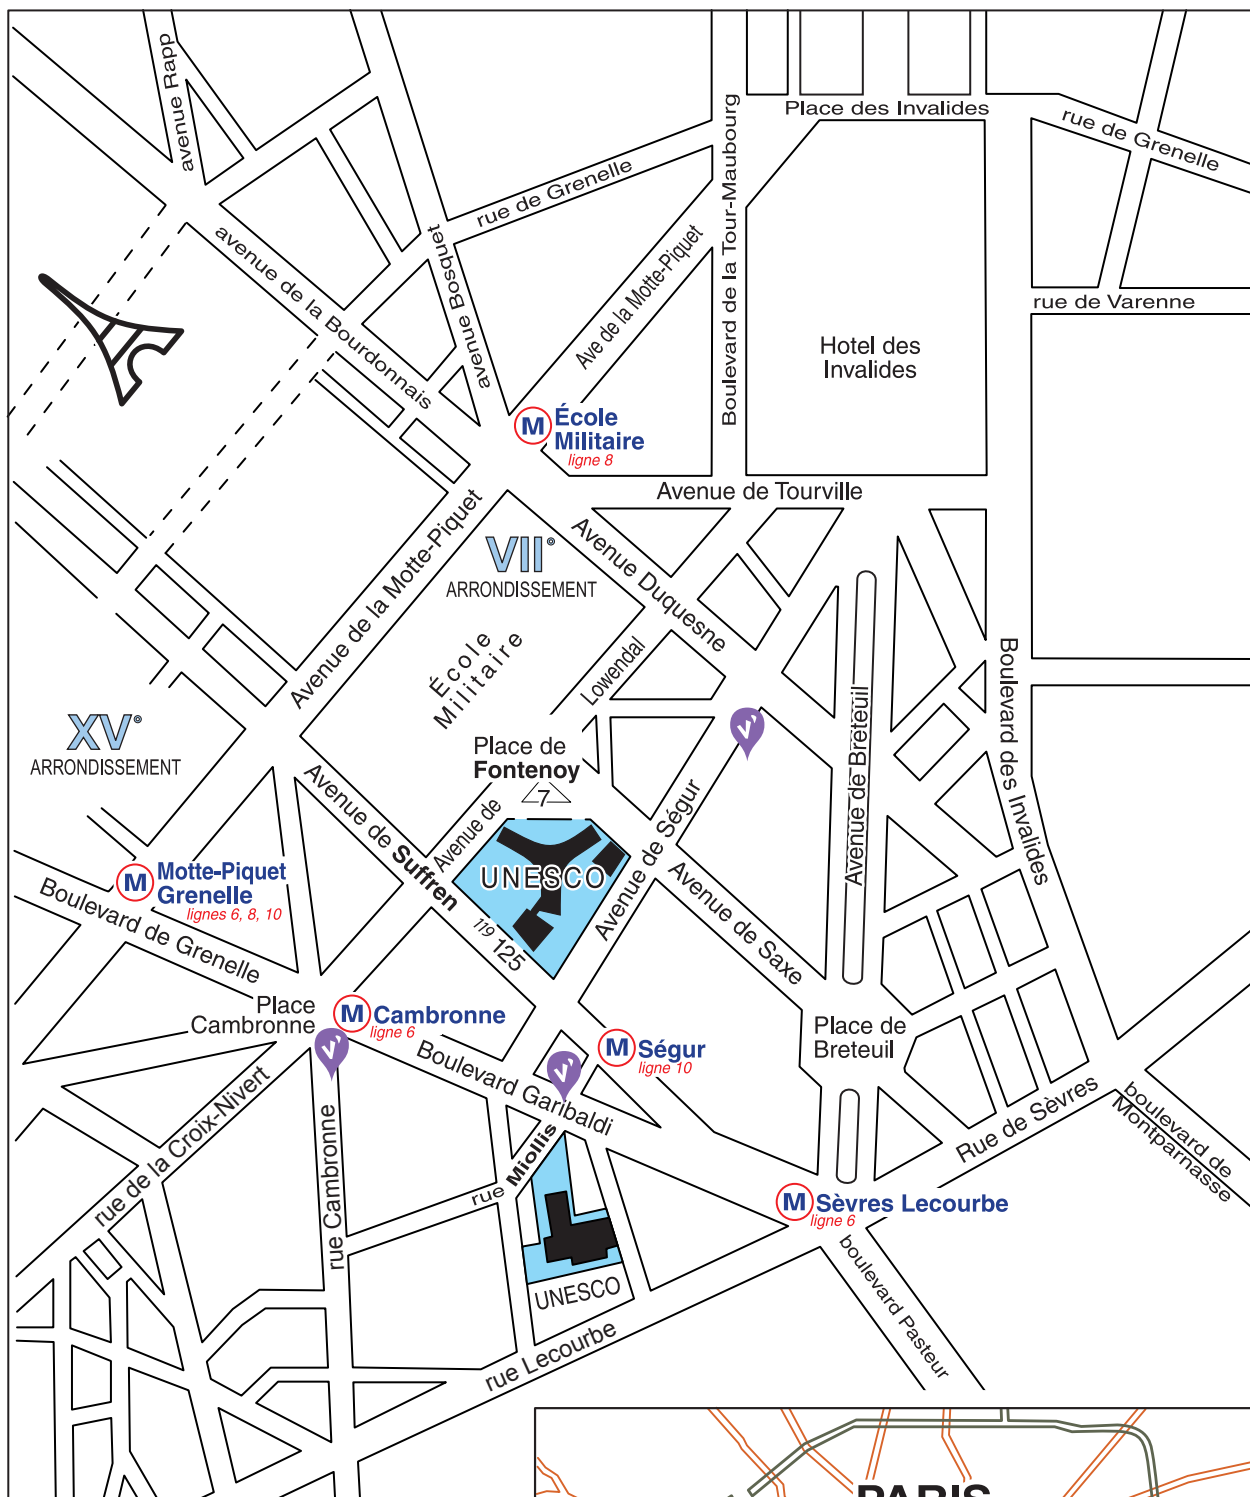 avenue Rapp
Place des Invalides
rue de Grenelle
rue de Grenelle
Boulevard de la Tour-Maubourg
avenue de la Bourdonnais
avenue Bosquet
Ave de la Motte-Piquet
rue de Varenne
Hotel des
Invalides
M École
Militaire
ligne 8
Avenue de Tourville
VII°
ARRONDISSEMENT
Avenue de la Motte-Piquet
Avenue Duquesne
École
Militaire
Lowendal
Boulevard des Invalides
XV°
ARRONDISSEMENT
V'
Place de
Fontenoy
7
Avenue de Suffren
Avenue de
Avenue de Ségur
Avenue de Breteuil
UNESCO
M Motte-Piquet
Grenelle
lignes 6, 8, 10
Boulevard de Grenelle
119 125
Avenue de Saxe
Place
Cambronne
M Cambronne
ligne 6
V'
Place de
Breteuil
M Ségur
ligne 10
V'
Boulevard Garibaldi
rue de la Croix-Nivert
rue Cambronne
rue Miollis
Rue de Sèvres
boulevard de
Montparnasse
M Sèvres Lecourbe
ligne 6
UNESCO
boulevard Pasteur
rue Lecourbe
PARIS